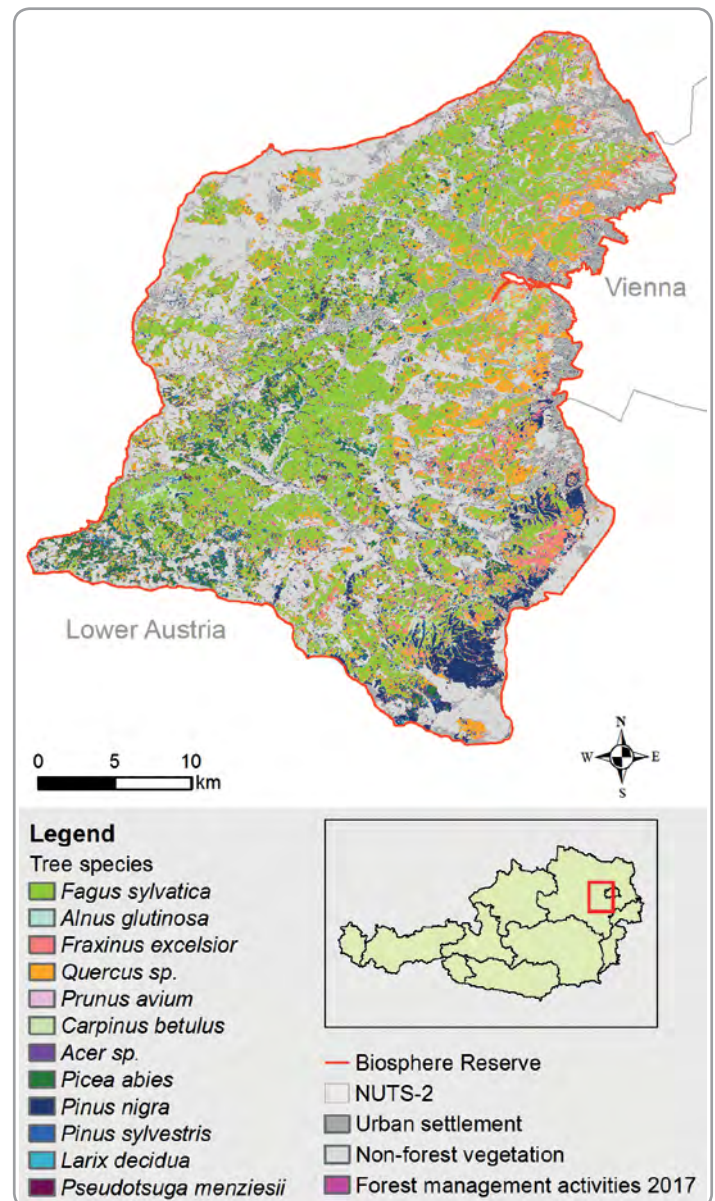 Vienna
Lower Austria
0 5 10
km
N
W E
S
Legend
Tree species
Fagus sylvatica
Alnus glutinosa
Fraxinus excelsior
Quercus sp.
Prunus avium
Carpinus betulus
Acer sp.
Picea abies
Pinus nigra
Pinus sylvestris
Larix decidua
Pseudotsuga menziesii
Biosphere Reserve
NUTS-2
Urban settlement
Non-forest vegetation
Forest management activities 2017